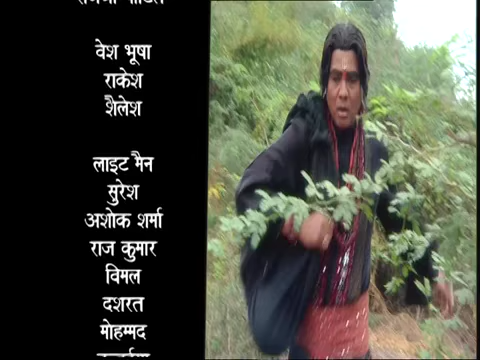 वेश भूषा
राकेश
शैलेश
लाइट मैन
सुरेश
अशोक शर्मा
राज कुमार
विमल
दशरत
मोहम्मद